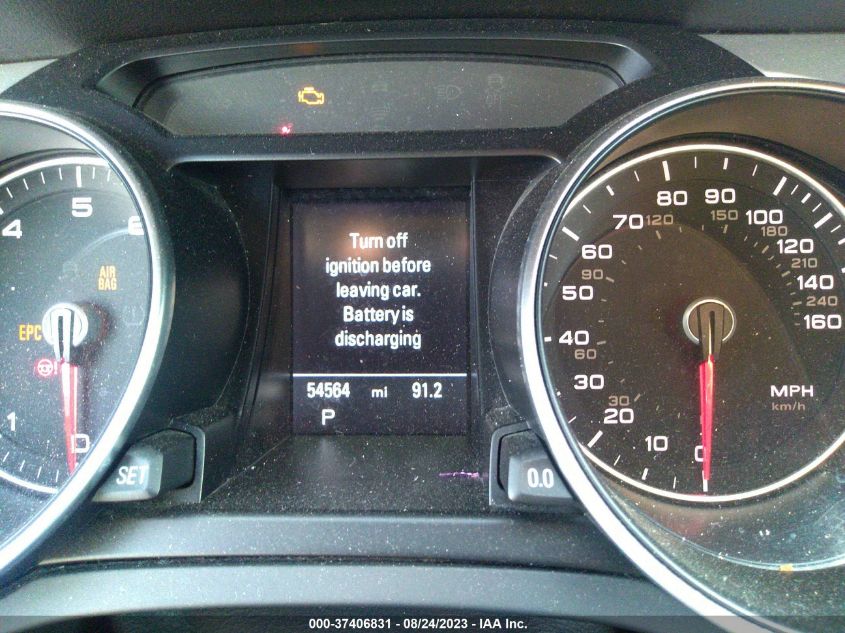 4
5
6
AIR
BAG
EPC
1
0
SET
Turn off
ignition before
leaving car.
Battery is
discharging
54564 mi 91.2
P
0.0
80 90
70 120 150 100
60 180 120
90 210
50 140
240
160
40
60
MPH
30 km/h
30
20
10 0
000-37406831 - 08/24/2023 - IAA Inc.